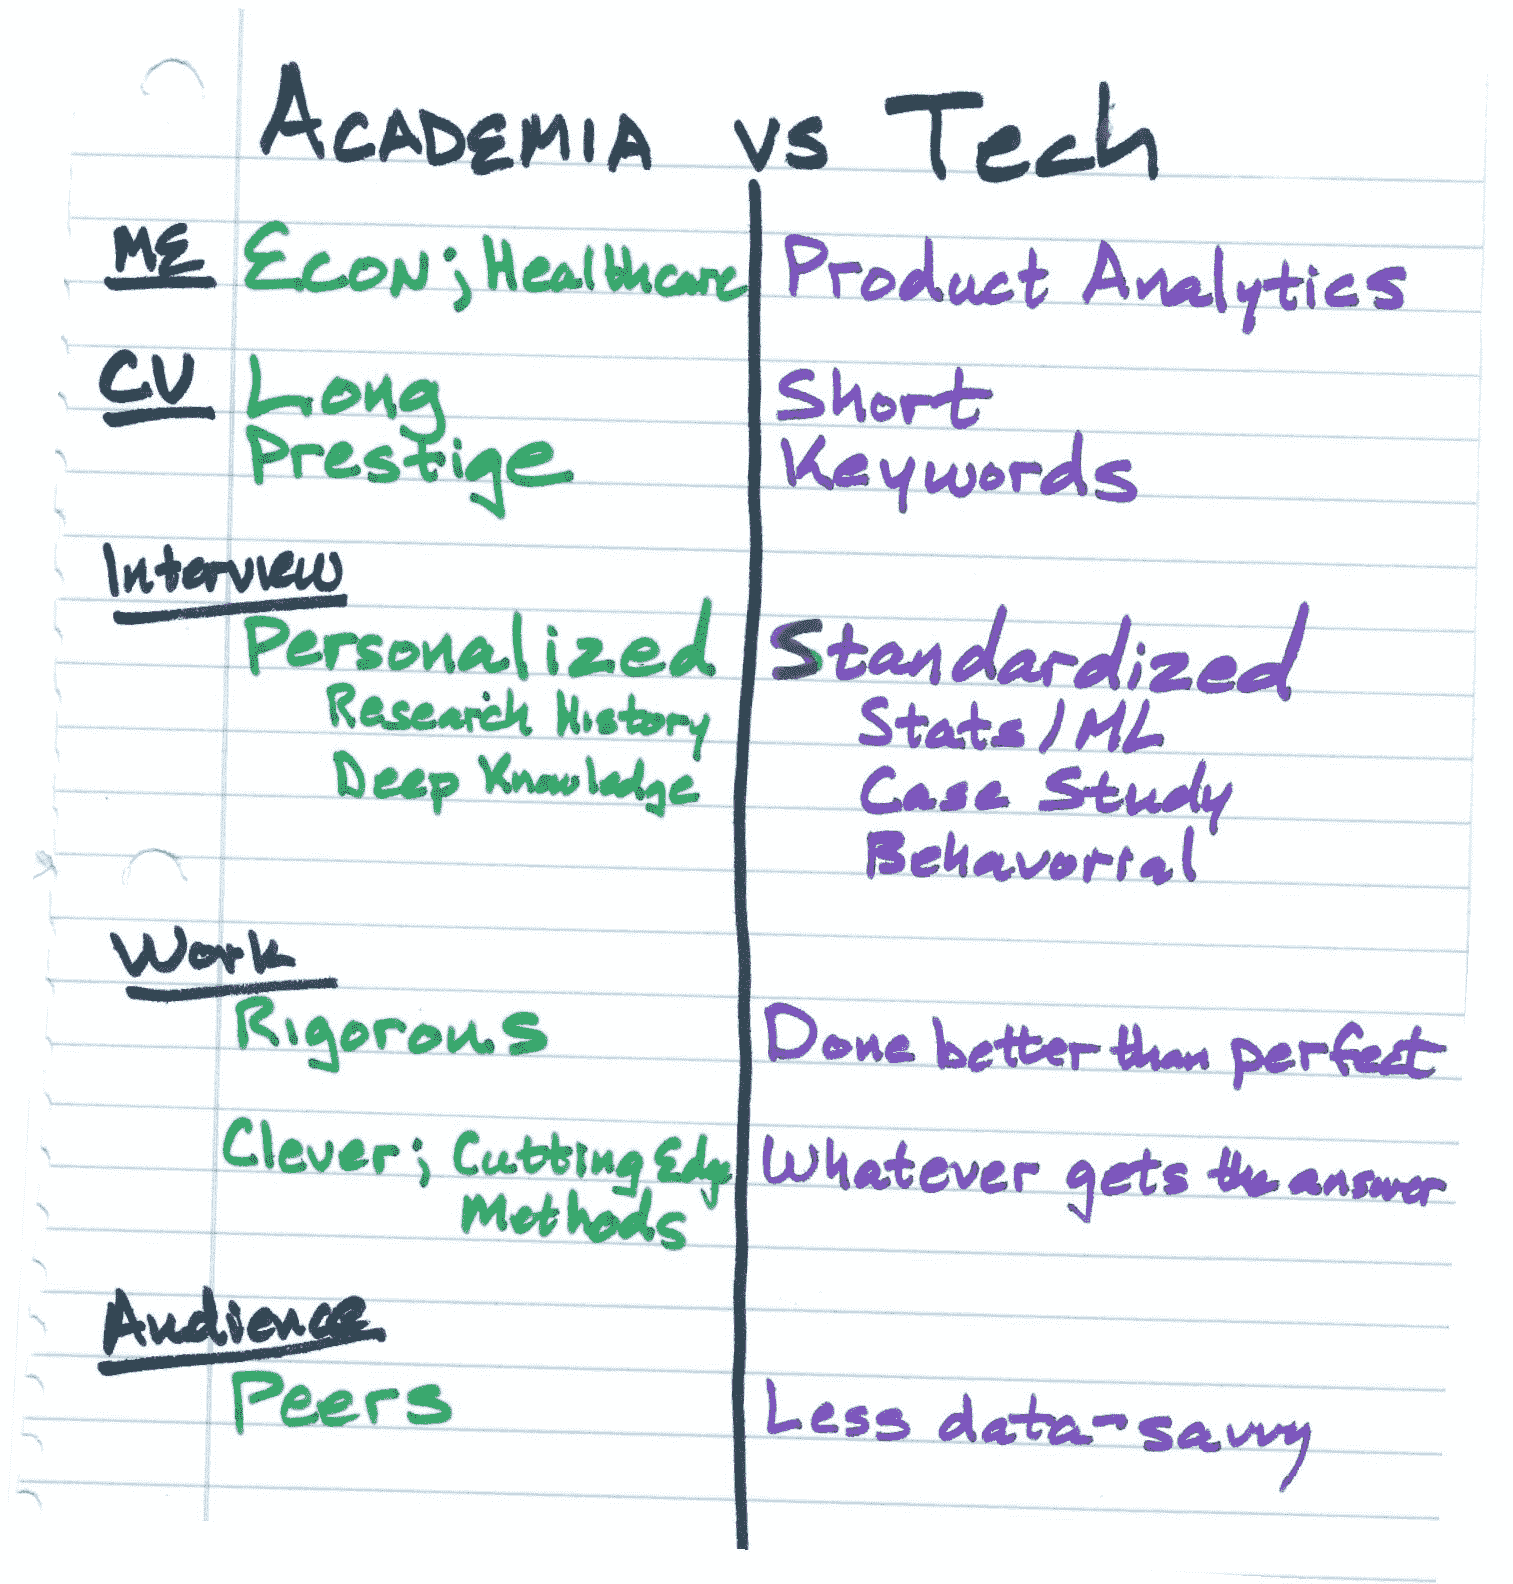 ACADEMIA vs Tech
ME ECON; Healthcare Product Analytics
CV Long Short
Prestige Keywords
Interview
Personalized Standardized
Research History Stats/ML
Deep Knowledge Case Study
Behavorial
Work
Rigorous Done better than perfect
Clever; Cutting Edge Whatever gets the answer
Methods
Audience
Peers Less data-savvy